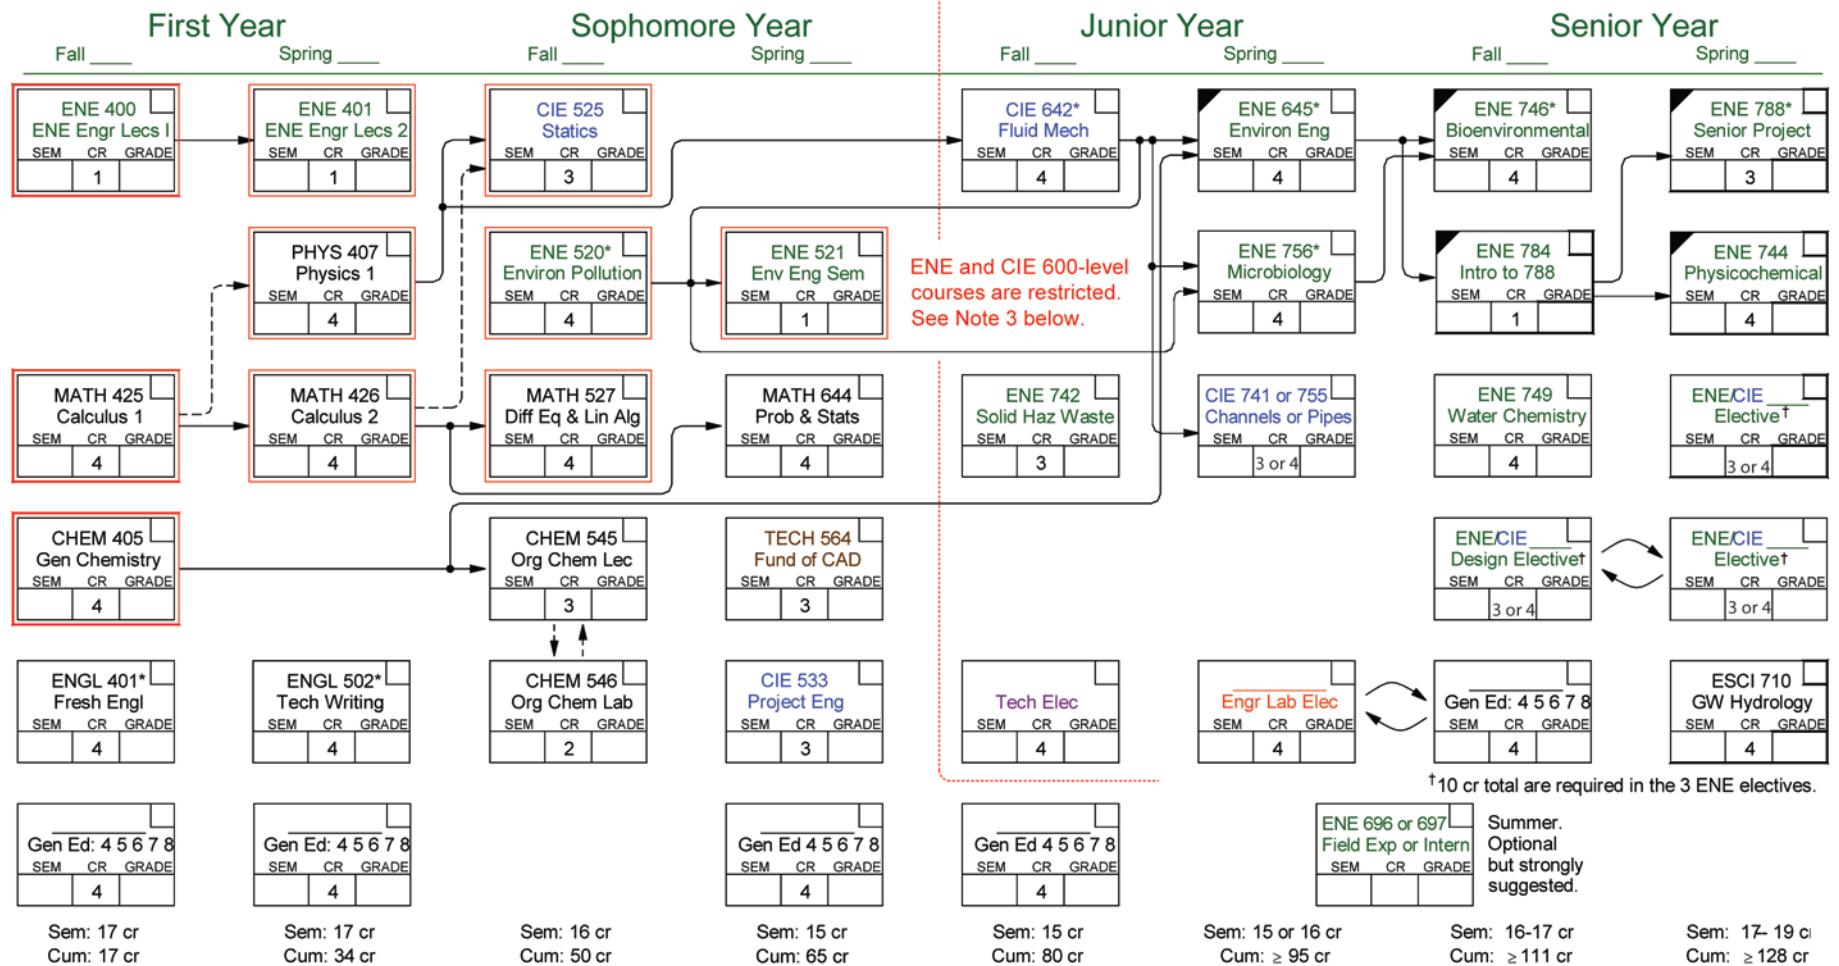 First Year Sophomore Year Junior Year Senior Year
Fall ____ Spring ____ Fall ____ Spring ____ Fall ____ Spring ____ Fall ____ Spring ____
ENE 400
ENE Engr Lecs I
SEM CR GRADE
1
ENE 401
ENE Engr Lecs 2
SEM CR GRADE
1
CIE 525
Statics
SEM CR GRADE
3
CIE 642*
Fluid Mech
SEM CR GRADE
4
ENE 645*
Environ Eng
SEM CR GRADE
4
ENE 746*
Bioenvironmental
SEM CR GRADE
4
ENE 788*
Senior Project
SEM CR GRADE
3
PHYS 407
Physics 1
SEM CR GRADE
4
ENE 520*
Environ Pollution
SEM CR GRADE
4
ENE 521
Env Eng Sem
SEM CR GRADE
1
ENE and CIE 600-level
courses are restricted.
See Note 3 below.
ENE 756*
Microbiology
SEM CR GRADE
4
ENE 784
Intro to 788
SEM CR GRADE
1
ENE 744
Physicochemical
SEM CR GRADE
4
MATH 425
Calculus 1
SEM CR GRADE
4
MATH 426
Calculus 2
SEM CR GRADE
4
MATH 527
Diff Eq & Lin Alg
SEM CR GRADE
4
MATH 644
Prob & Stats
SEM CR GRADE
4
ENE 742
Solid Haz Waste
SEM CR GRADE
3
CIE 741 or 755
Channels or Pipes
SEM CR GRADE
3 or 4
ENE 749
Water Chemistry
SEM CR GRADE
4
ENE/CIE ____
Elective†
SEM CR GRADE
3 or 4
CHEM 405
Gen Chemistry
SEM CR GRADE
4
CHEM 545
Org Chem Lec
SEM CR GRADE
3
TECH 564
Fund of CAD
SEM CR GRADE
3
ENE/CIE ____
Design Elective†
SEM CR GRADE
3 or 4
ENE/CIE ____
Elective†
SEM CR GRADE
3 or 4
ENGL 401*
Fresh Engl
SEM CR GRADE
4
ENGL 502*
Tech Writing
SEM CR GRADE
4
CHEM 546
Org Chem Lab
SEM CR GRADE
2
CIE 533
Project Eng
SEM CR GRADE
3
Tech Elec
SEM CR GRADE
4
Engr Lab Elec
SEM CR GRADE
4
Gen Ed: 4 5 6 7 8
SEM CR GRADE
4
ESCI 710
GW Hydrology
SEM CR GRADE
4
†10 cr total are required in the 3 ENE electives.
Gen Ed: 4 5 6 7 8
SEM CR GRADE
4
Gen Ed: 4 5 6 7 8
SEM CR GRADE
4
Gen Ed 4 5 6 7 8
SEM CR GRADE
4
Gen Ed 4 5 6 7 8
SEM CR GRADE
4
ENE 696 or 697
Field Exp or Intern
SEM CR GRADE
Summer.
Optional
but strongly
suggested.
Sem: 17 cr Sem: 17 cr Sem: 16 cr Sem: 15 cr Sem: 15 cr Sem: 15 or 16 cr Sem: 16-17 cr Sem: 17– 19 cr
Cum: 17 cr Cum: 34 cr Cum: 50 cr Cum: 65 cr Cum: 80 cr Cum: ≥ 95 cr Cum: ≥ 111 cr Cum: ≥ 128 cr